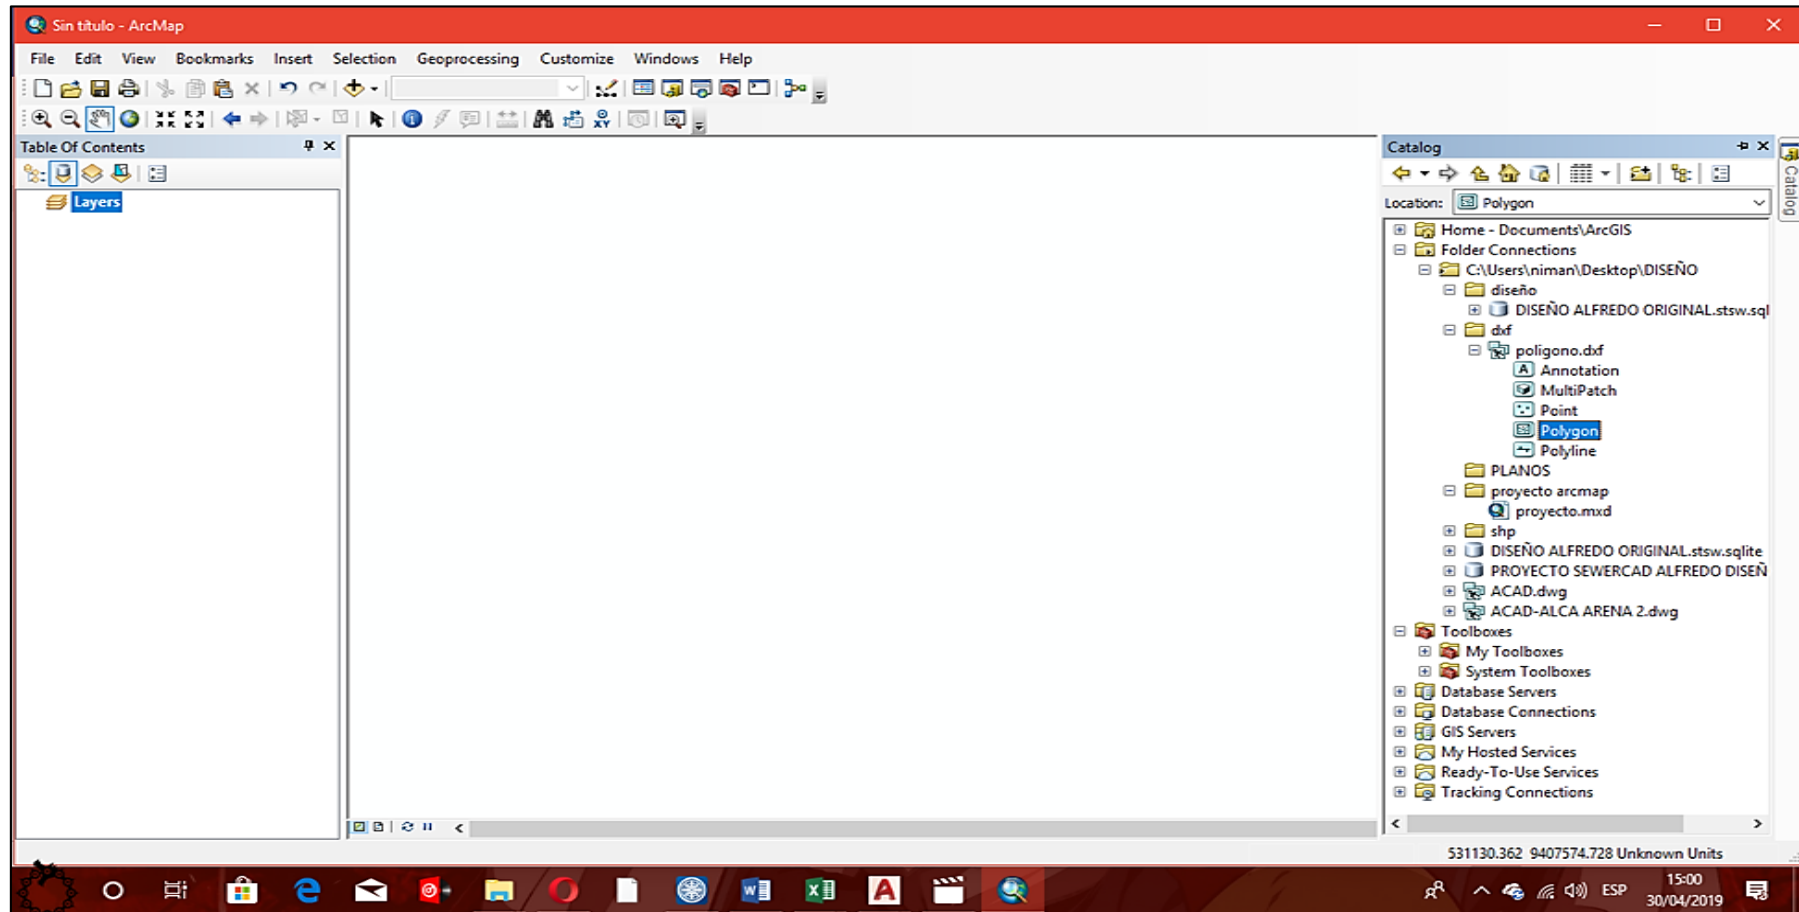 Sin título - ArcMap
File Edit View Bookmarks Insert Selection Geoprocessing Customize Windows Help
Table Of Contents
Layers
Catalog
Location: Polygon
Home - Documents\ArcGIS
Folder Connections
C:\Users\niman\Desktop\DISEÑO
diseño
DISEÑO ALFREDO ORIGINAL.stsw.sql
dxf
poligono.dxf
Annotation
MultiPatch
Point
Polygon
Polyline
PLANOS
proyecto arcmap
proyecto.mxd
shp
DISEÑO ALFREDO ORIGINAL.stsw.sqlite
PROYECTO SEWERCAD ALFREDO DISEÑ
ACAD.dwg
ACAD-ALCA ARENA 2.dwg
Toolboxes
My Toolboxes
System Toolboxes
Database Servers
Database Connections
GIS Servers
My Hosted Services
Ready-To-Use Services
Tracking Connections
Catalog
531130.362 9407574.728 Unknown Units
ESP
15:00
30/04/2019